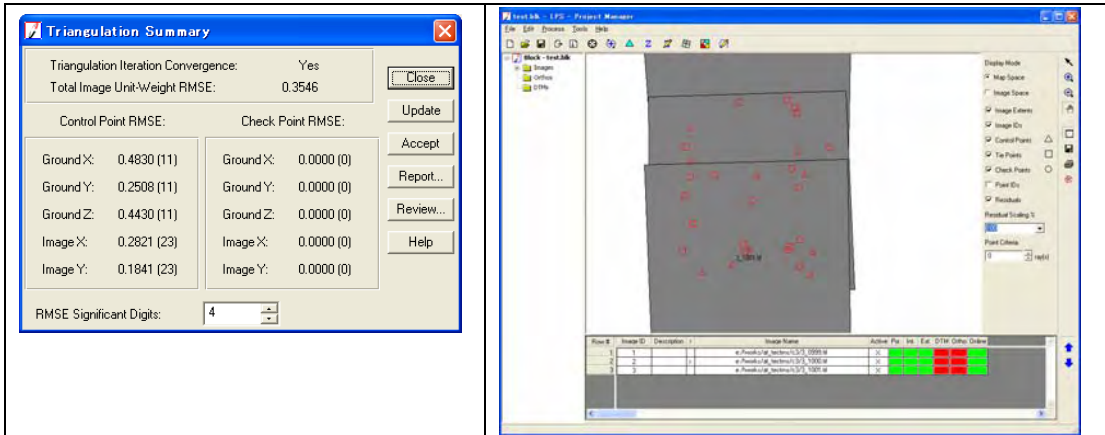 Triangulation Summary
Triangulation Iteration Convergence: Yes
Total Image Unit-Weight RMSE: 0.3546
Control Point RMSE:
Ground X: 0.4830 (11)
Ground Y: 0.2508 (11)
Ground Z: 0.4430 (11)
Image X: 0.2821 (23)
Image Y: 0.1841 (23)
Check Point RMSE:
Ground X: 0.0000 (0)
Ground Y: 0.0000 (0)
Ground Z: 0.0000 (0)
Image X: 0.0000 (0)
Image Y: 0.0000 (0)
RMSE Significant Digits: 4
Close
Update
Accept
Report...
Review...
Help
test.blk - LPS - Project Manager
File Edit Process Tools Help
Block - test.blk
Images
Orthos
DTMs
Display Mode
Map Space
Image Space
Image Extents
Image IDs
Control Points
Tie Points
Check Points
Point IDs
Residuals
Residual Scaling %
Point Criteria
0 ray(s)
Row # Image ID Description Image Name Active Pyr. Int. Ext. DTM Ortho Online
1 1 X
2 2 X
3 3 X